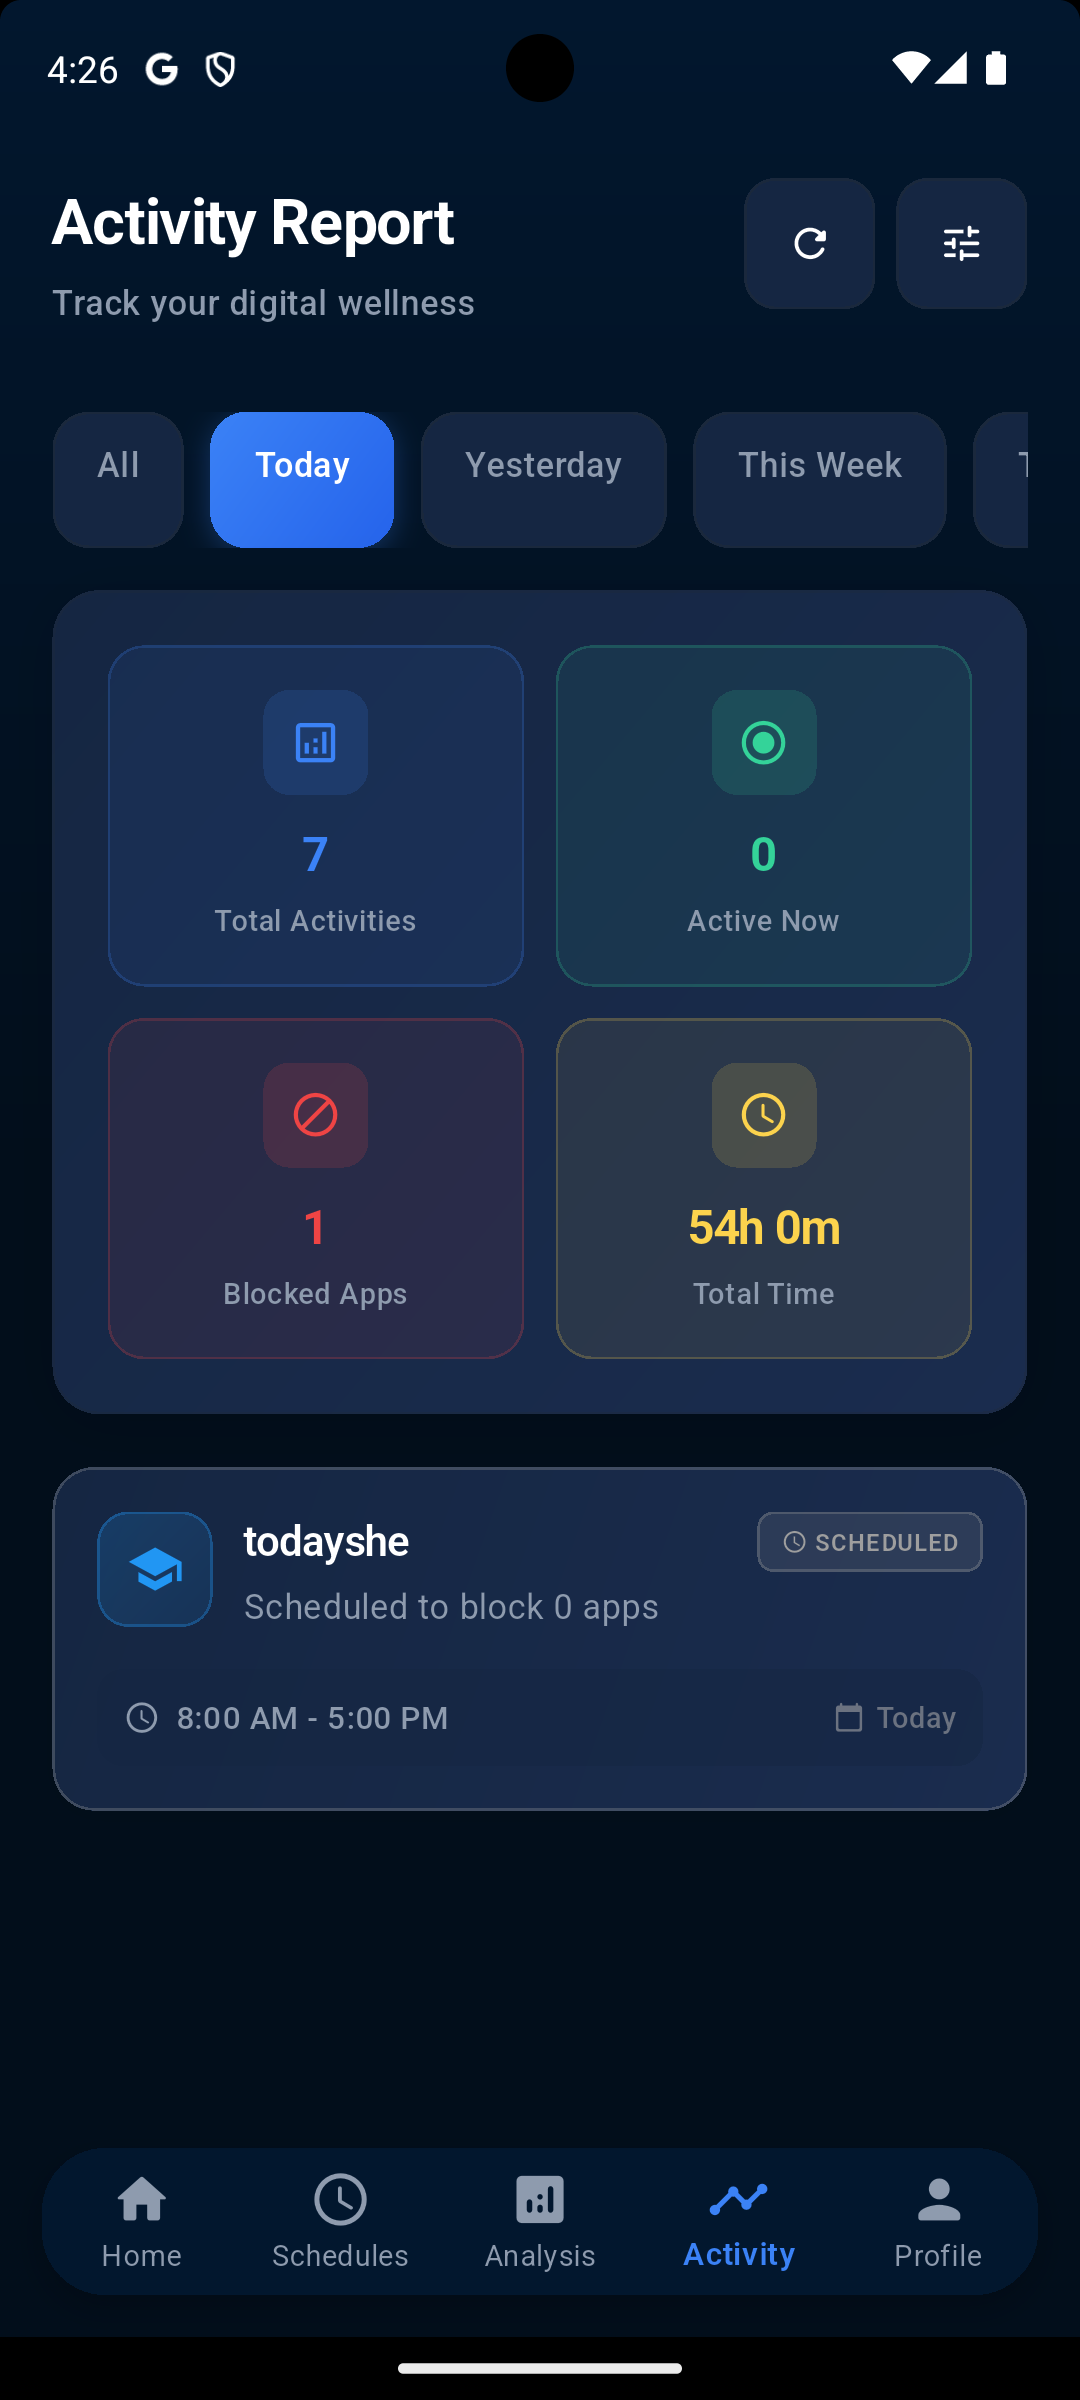 4:26
Activity Report
Track your digital wellness
All
Today
Yesterday
This Week
7
Total Activities
0
Active Now
1
Blocked Apps
54h 0m
Total Time
todayshe
SCHEDULED
Scheduled to block 0 apps
8:00 AM - 5:00 PM
Today
Home
Schedules
Analysis
Activity
Profile